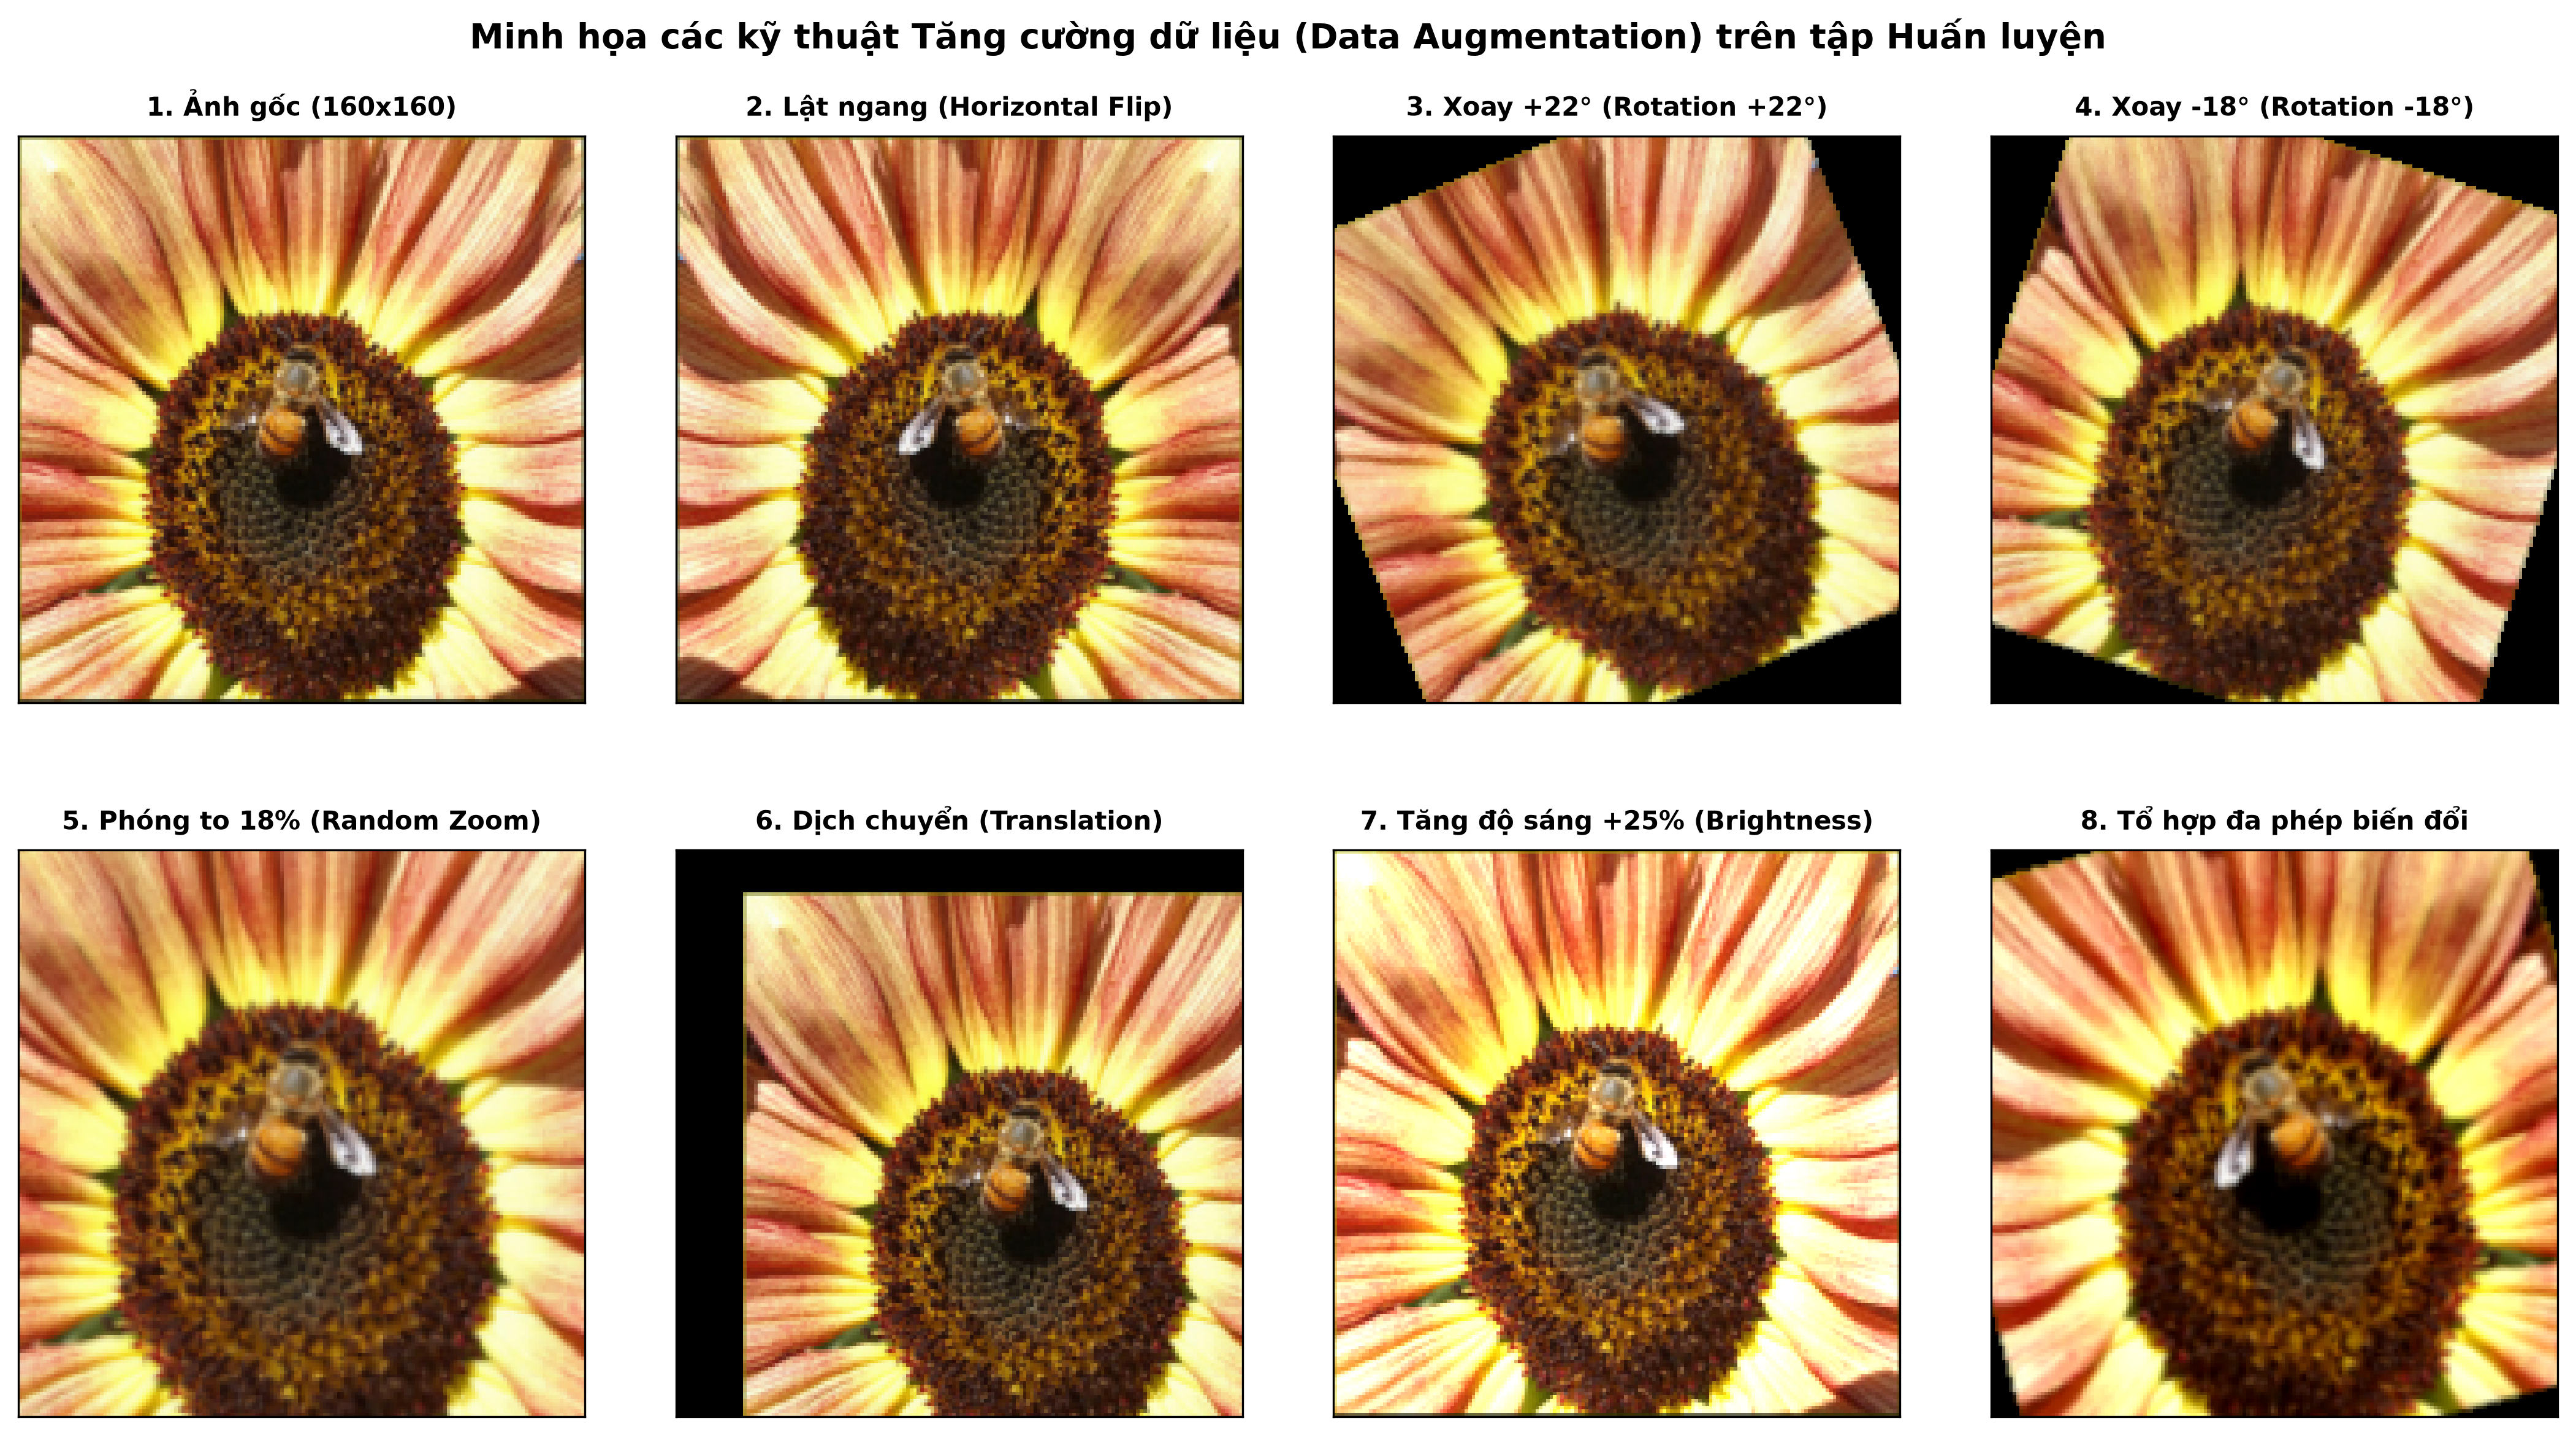 Minh họa các kỹ thuật Tăng cường dữ liệu (Data Augmentation) trên tập Huấn luyện
1. Ảnh gốc (160x160)
2. Lật ngang (Horizontal Flip)
3. Xoay +22° (Rotation +22°)
4. Xoay -18° (Rotation -18°)
5. Phóng to 18% (Random Zoom)
6. Dịch chuyển (Translation)
7. Tăng độ sáng +25% (Brightness)
8. Tổ hợp đa phép biến đổi